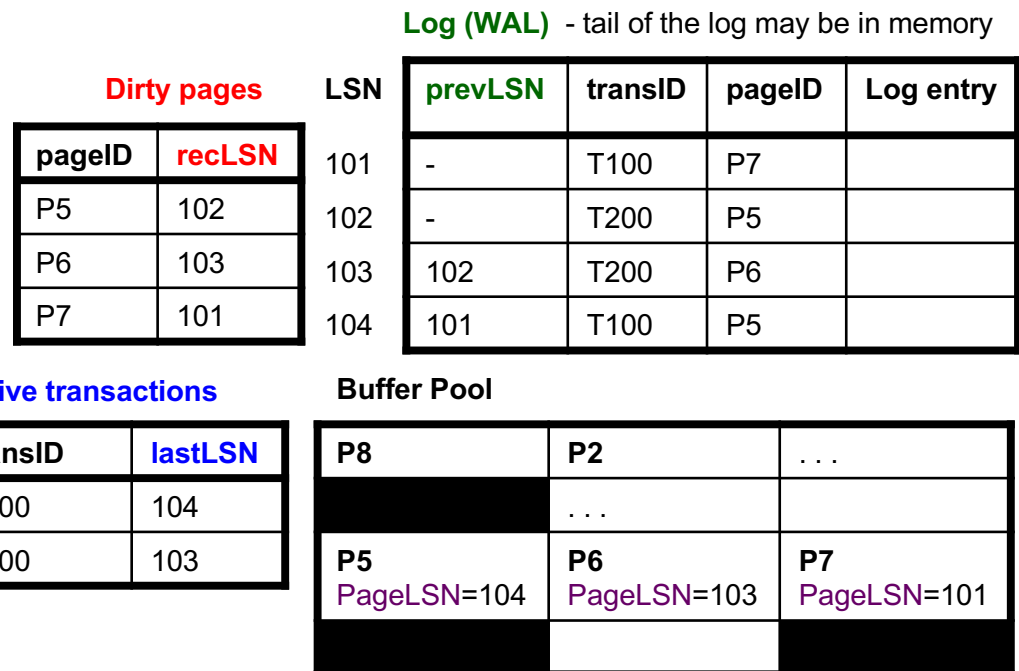 Log (WAL) - tail of the log may be in memory
Dirty pages
pageID recLSN
P5 102
P6 103
P7 101
LSN prevLSN transID pageID Log entry
101 - T100 P7
102 - T200 P5
103 102 T200 P6
104 101 T100 P5
ive transactions
nsID lastLSN
00 104
00 103
Buffer Pool
P8 P2 . . .
. . .
P5 P6 P7
PageLSN=104 PageLSN=103 PageLSN=101